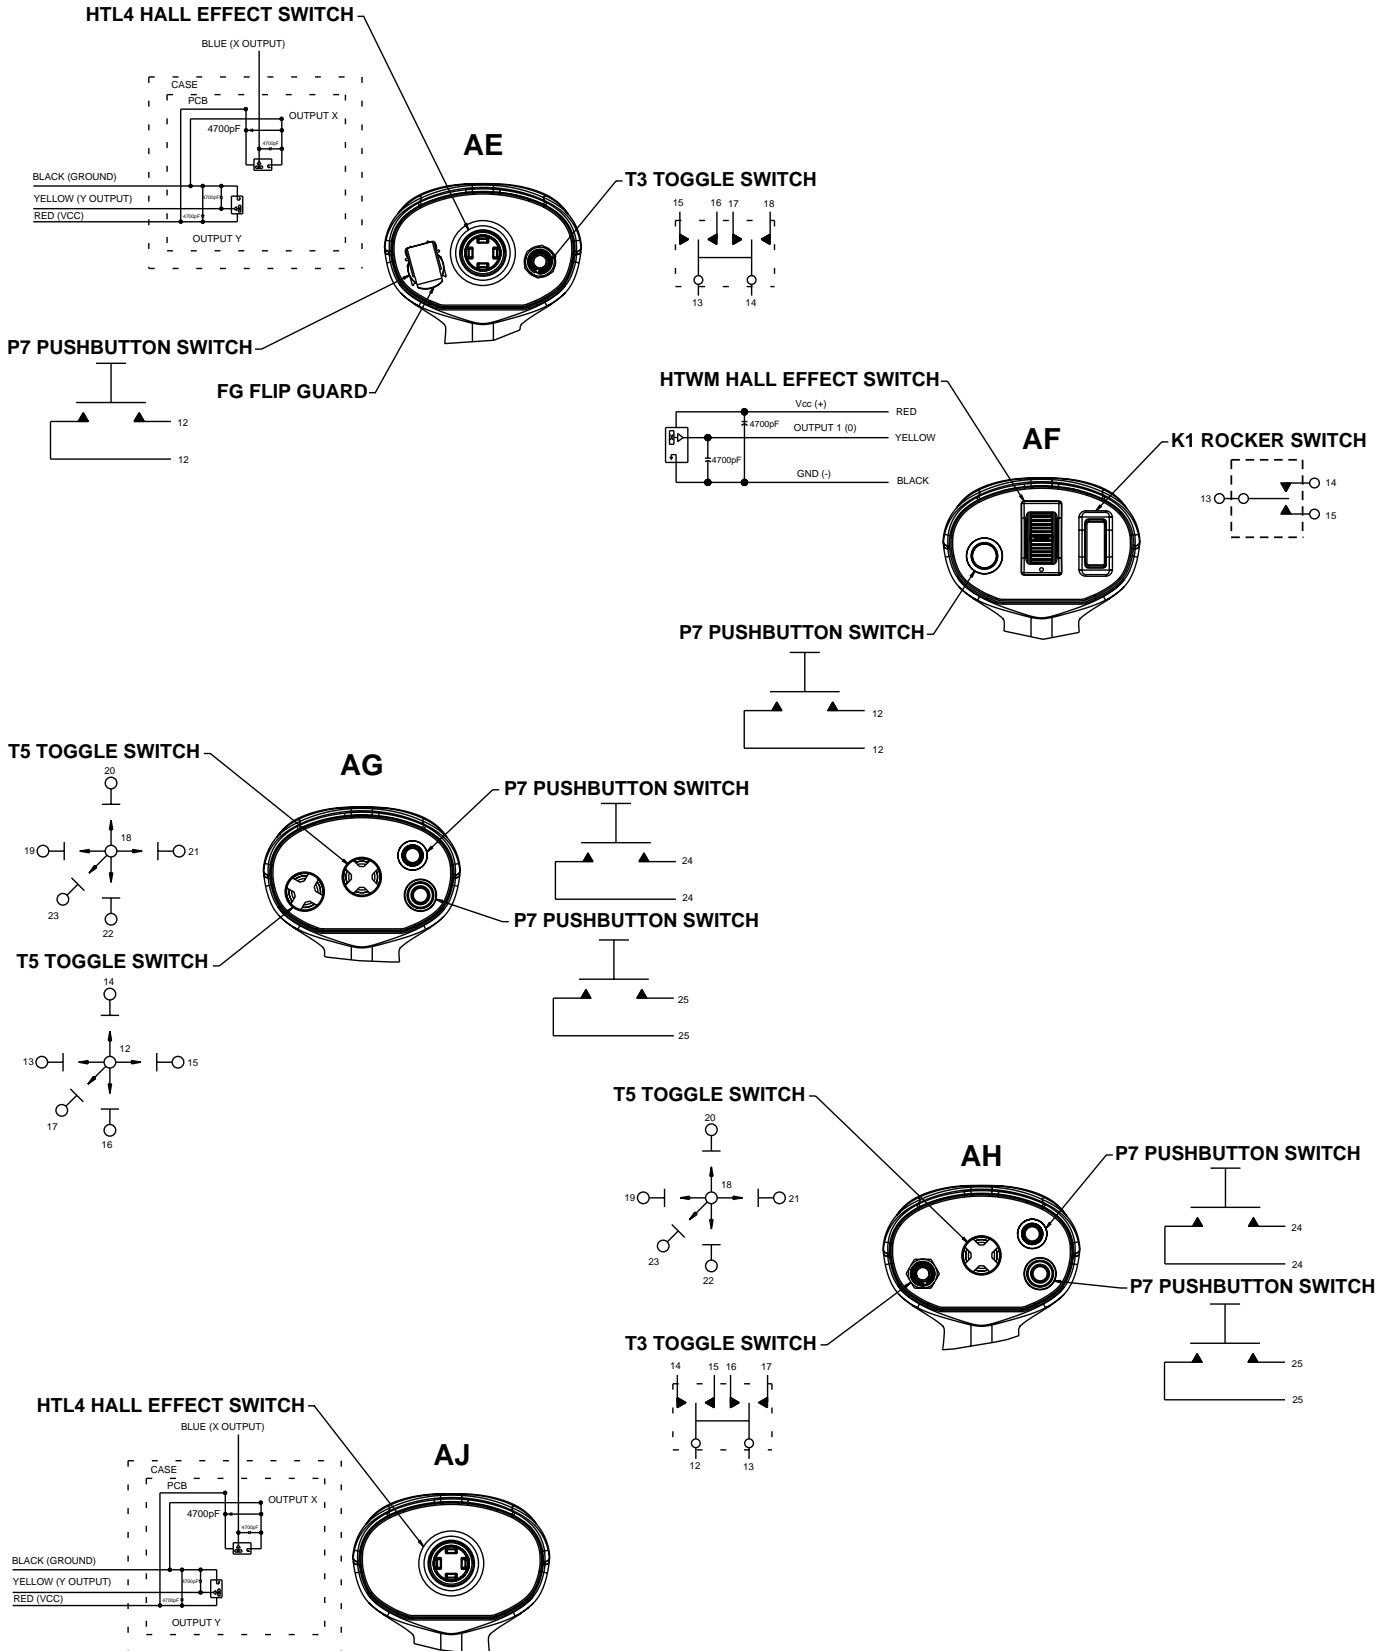 HTL4 HALL EFFECT SWITCH
BLUE (X OUTPUT)
CASE
PCB
OUTPUT X
4700pF
4700pF
BLACK (GROUND)
YELLOW (Y OUTPUT)
4700pF
RED (VCC)
4700pF
OUTPUT Y
AE
T3 TOGGLE SWITCH
15 16 17 18
13 14
P7 PUSHBUTTON SWITCH
12
12
FG FLIP GUARD
HTWM HALL EFFECT SWITCH
Vcc (+)
RED
4700pF
OUTPUT 1 (0)
YELLOW
4700pF
GND (-)
BLACK
AF
K1 ROCKER SWITCH
14
13
15
P7 PUSHBUTTON SWITCH
12
12
T5 TOGGLE SWITCH
20
18
19 21
23
22
AG
P7 PUSHBUTTON SWITCH
24
24
P7 PUSHBUTTON SWITCH
25
25
T5 TOGGLE SWITCH
14
12
13 15
17
16
T5 TOGGLE SWITCH
20
18
19 21
23
22
AH
P7 PUSHBUTTON SWITCH
24
24
P7 PUSHBUTTON SWITCH
25
25
T3 TOGGLE SWITCH
14 15 16 17
12 13
HTL4 HALL EFFECT SWITCH
BLUE (X OUTPUT)
CASE
PCB
OUTPUT X
4700pF
4700pF
BLACK (GROUND)
YELLOW (Y OUTPUT)
4700pF
RED (VCC)
4700pF
OUTPUT Y
AJ